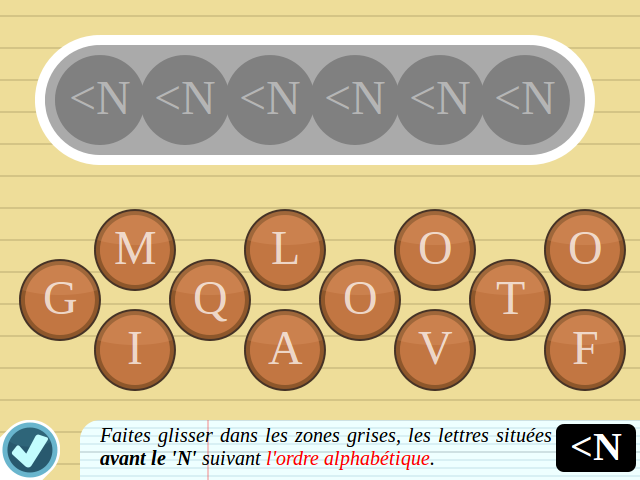 <N <N <N <N <N <N
M L O O
G Q O T
I A V F
Faites glisser dans les zones grises, les lettres situées
avant le 'N' suivant l'ordre alphabétique.
<N